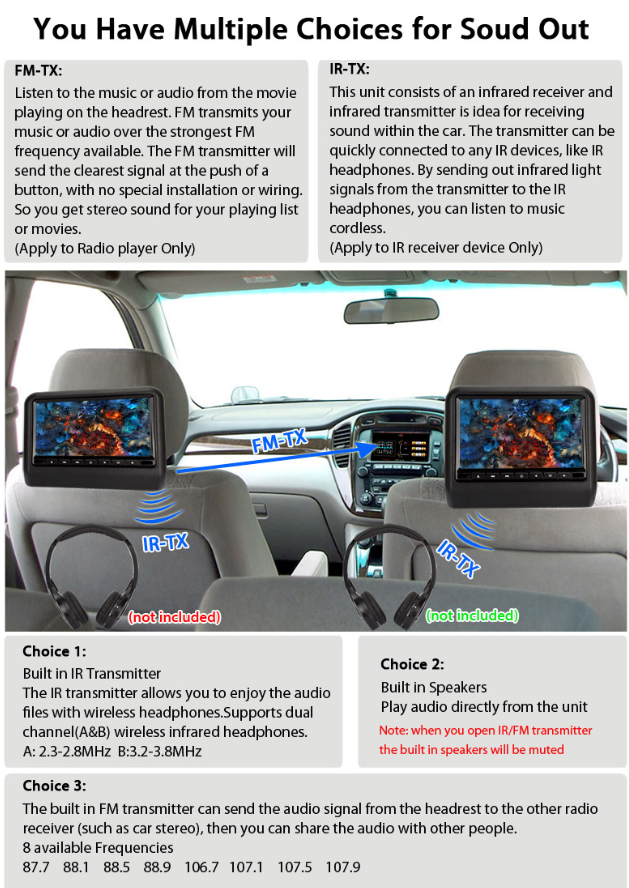 You Have Multiple Choices for Soud Out
FM-TX:
Listen to the music or audio from the movie
playing on the headrest. FM transmits your
music or audio over the strongest FM
frequency available. The FM transmitter will
send the clearest signal at the push of a
button, with no special installation or wiring.
So you get stereo sound for your playing list
or movies.
(Apply to Radio player Only)
IR-TX:
This unit consists of an infrared receiver and
infrared transmitter is idea for receiving
sound within the car. The transmitter can be
quickly connected to any IR devices, like IR
headphones. By sending out infrared light
signals from the transmitter to the IR
headphones, you can listen to music
cordless.
(Apply to IR receiver device Only)
FM-TX
IR-TX
IR-TX
(not included)
(not included)
Choice 1:
Built in IR Transmitter
The IR transmitter allows you to enjoy the audio
files with wireless headphones.Supports dual
channel(A&B) wireless infrared headphones.
A: 2.3-2.8MHz B:3.2-3.8MHz
Choice 2:
Built in Speakers
Play audio directly from the unit
Note: when you open IR/FM transmitter
the built in speakers will be muted
Choice 3:
The built in FM transmitter can send the audio signal from the headrest to the other radio
receiver (such as car stereo), then you can share the audio with other people.
8 available Frequencies
87.7 88.1 88.5 88.9 106.7 107.1 107.5 107.9